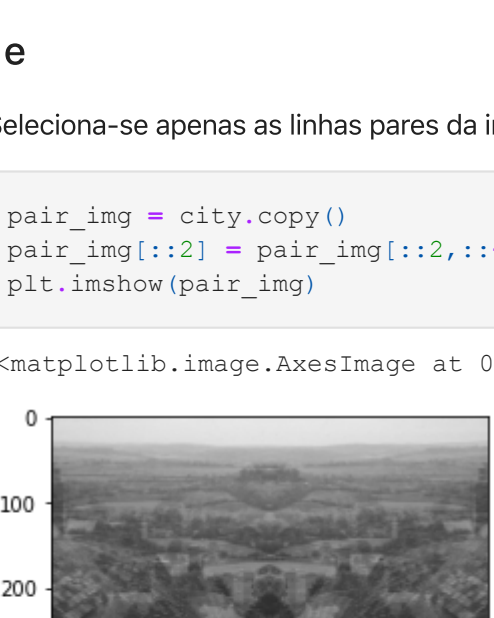 e
Seleciona-se apenas as linhas pares da
pair_img = city.copy()
pair_img[::2] = pair_img[::2,::
plt.imshow(pair_img)
<matplotlib.image.AxesImage at 0
0
100
200